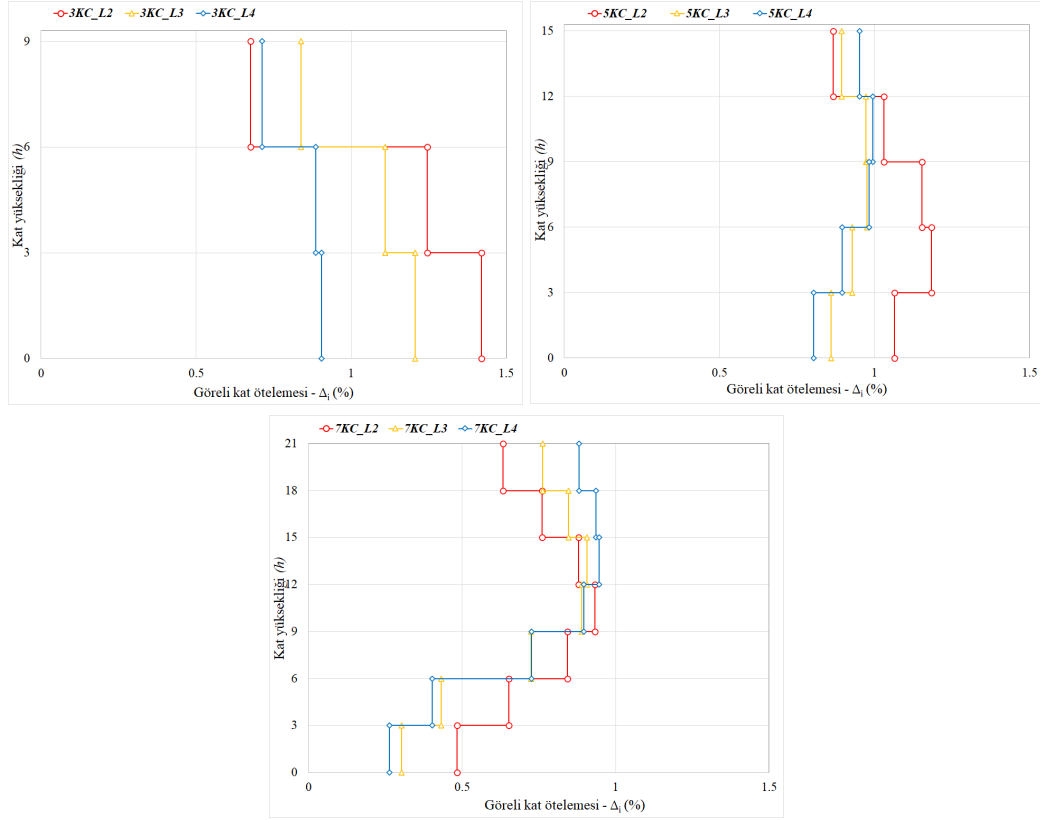 3KC_L2 3KC_L3 3KC_L4
9
6
3
0
Kat yüksekliği (h)
0 0.5 1 1.5
Göreli kat ötelemesi - Δi (%)
5KC_L2 5KC_L3 5KC_L4
15
12
9
6
3
0
Kat yüksekliği (h)
0 0.5 1 1.5
Göreli kat ötelemesi - Δi (%)
7KC_L2 7KC_L3 7KC_L4
21
18
15
12
9
6
3
0
Kat yüksekliği (h)
0 0.5 1 1.5
Göreli kat ötelemesi - Δi (%)